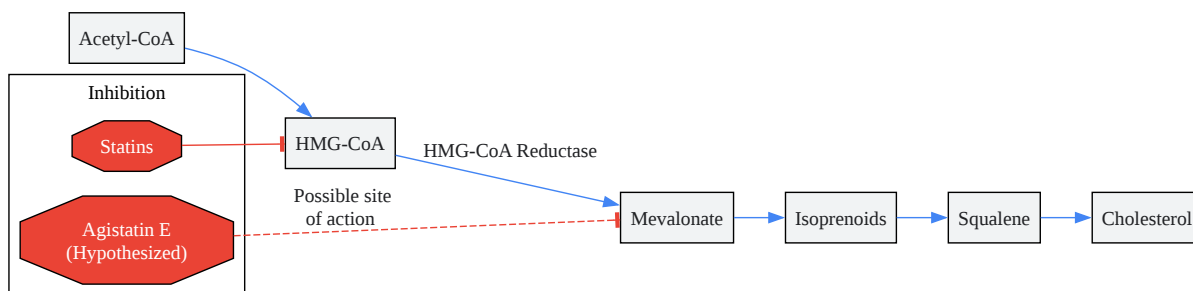 Acetyl-CoA
Inhibition
Statins
HMG-CoA
HMG-CoA Reductase
Possible site
of action
Agistatin E
(Hypothesized)
Mevalonate
Isoprenoids
Squalene
Cholesterol